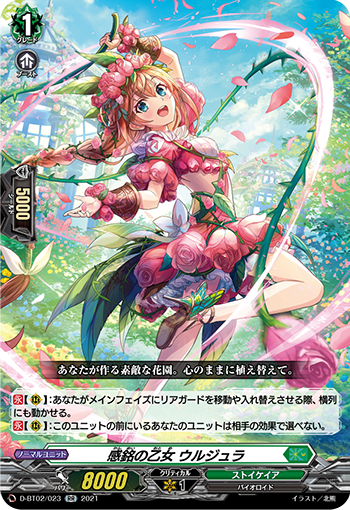 1
グレード
ブースト
シールド
5000
あなたが作る素敵な花園。心のままに植え替えて。
永【R】:あなたがメインフェイズにリアガードを移動や入れ替えさせる際、横列
にも動かせる。
永【R】:このユニットの前にいるあなたのユニットは相手の効果で選べない。
ノーマルユニット
感銘の乙女 ウルジュラ
ストイケイア
パワー
8000
クリティカル
1
バイオロイド
D-BT02/023 RR 2021
イラスト/北熊